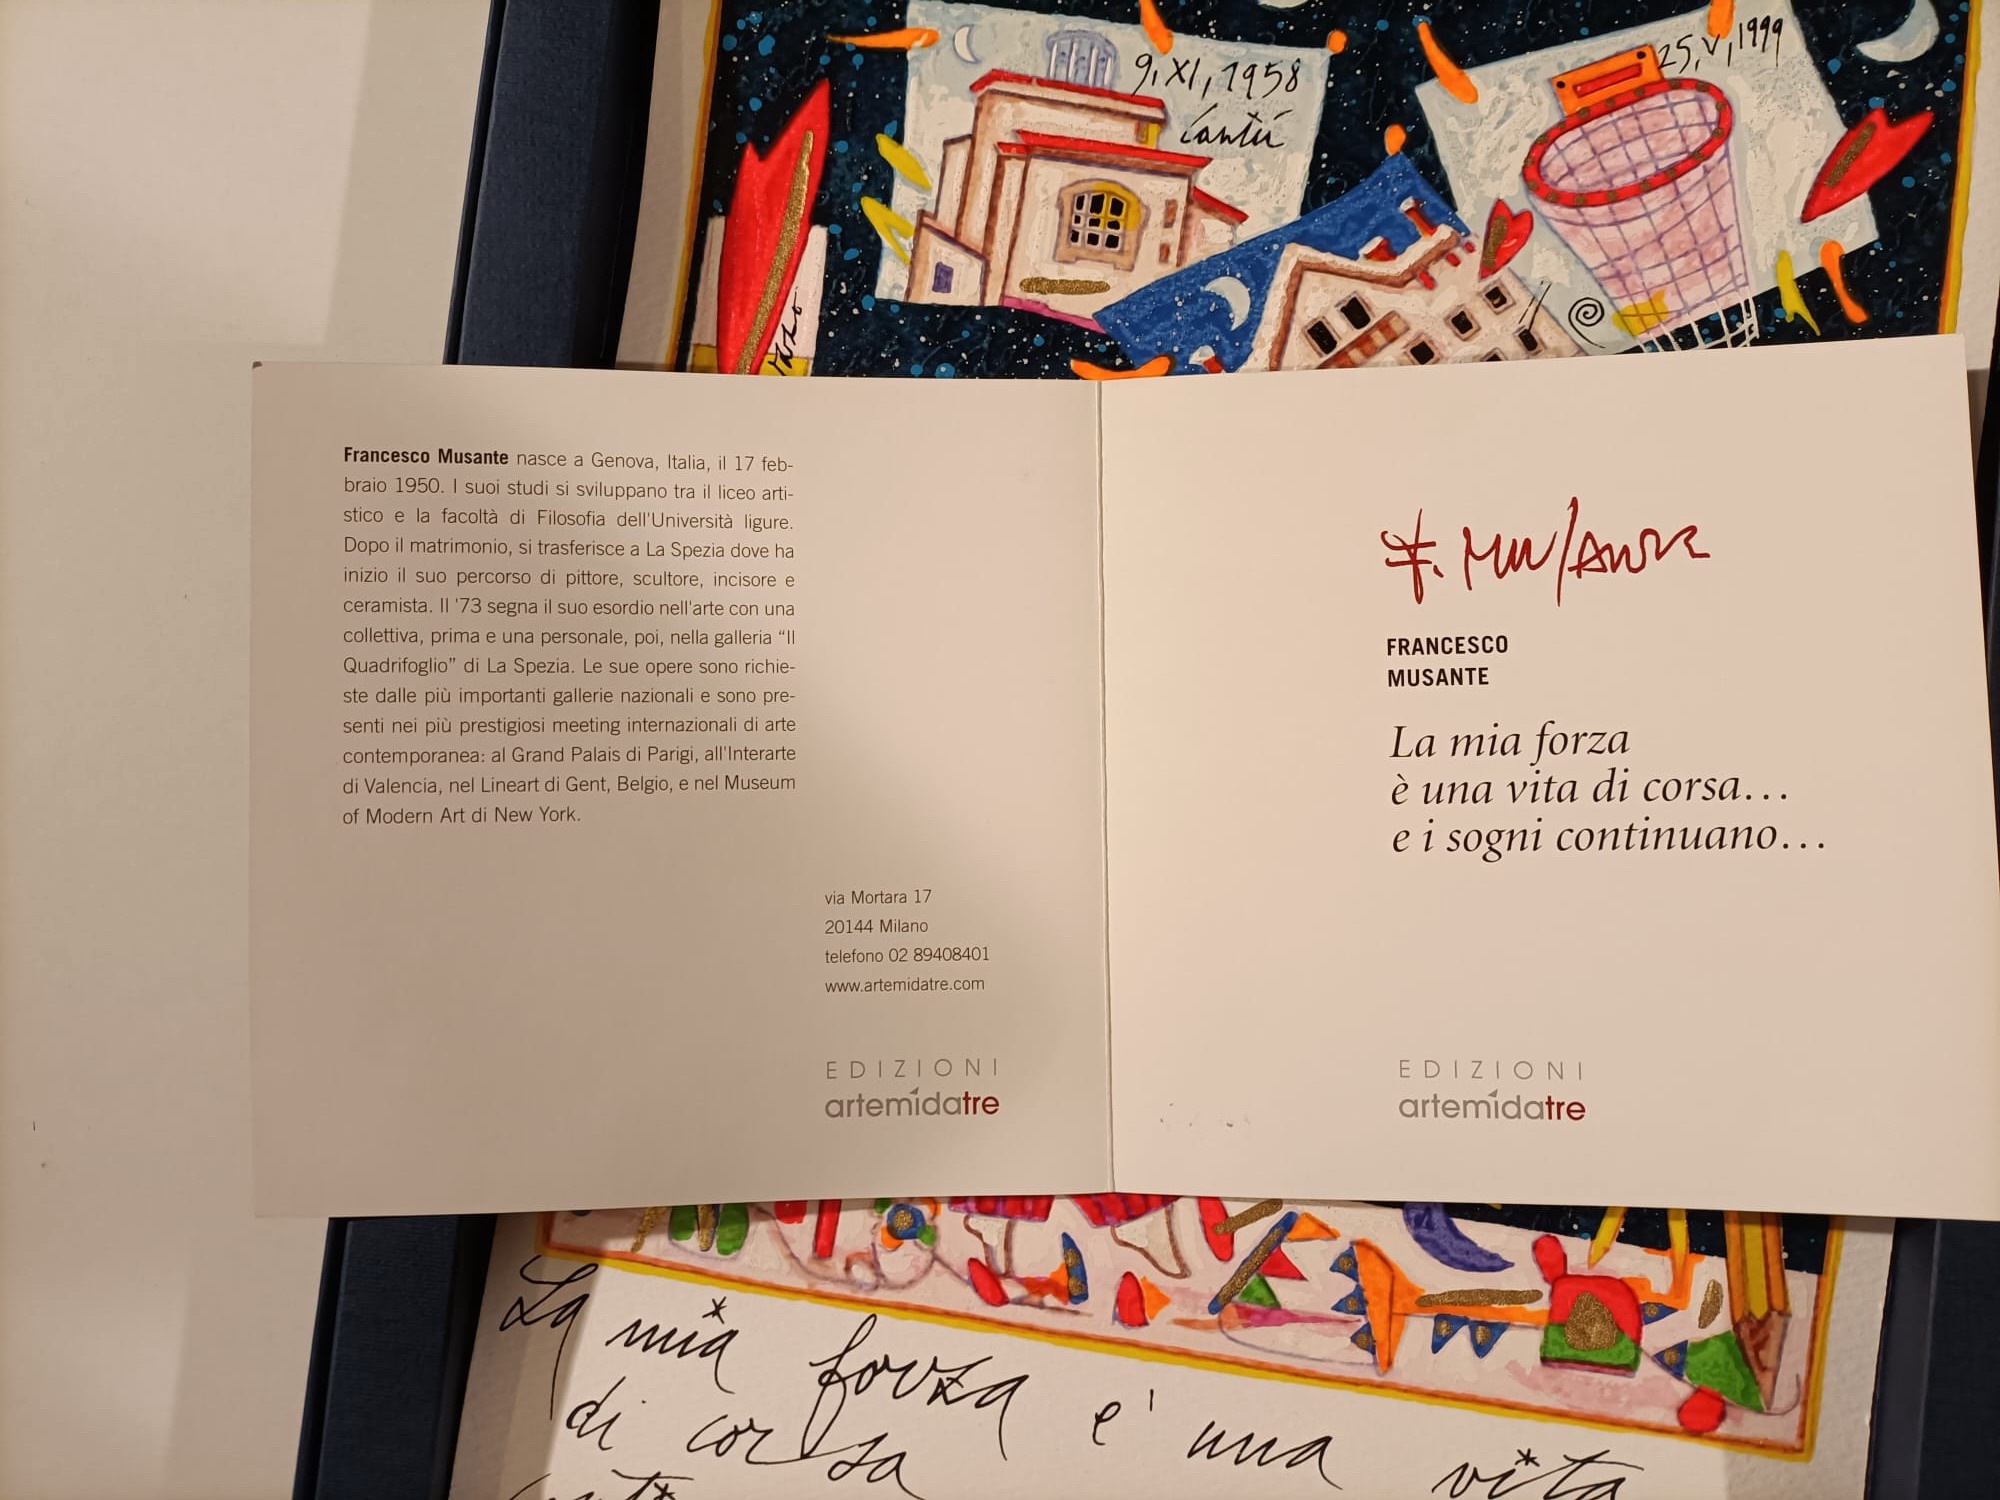 9, XI, 1958
Cantú
25, V, 1999
Francesco Musante nasce a Genova, Italia, il 17 feb-
braio 1950. I suoi studi si sviluppano tra il liceo arti-
stico e la facoltà di Filosofia dell'Università ligure.
Dopo il matrimonio, si trasferisce a La Spezia dove ha
inizio il suo percorso di pittore, scultore, incisore e
ceramista. Il '73 segna il suo esordio nell'arte con una
collettiva, prima e una personale, poi, nella galleria “Il
Quadrifoglio” di La Spezia. Le sue opere sono richie-
ste dalle più importanti gallerie nazionali e sono pre-
senti nei più prestigiosi meeting internazionali di arte
contemporanea: al Grand Palais di Parigi, all'Interarte
di Valencia, nel Lineart di Gent, Belgio, e nel Museum
of Modern Art di New York.
via Mortara 17
20144 Milano
telefono 02 89408401
www.artemidatre.com
EDIZIONI
artemidatre
F. Musante
FRANCESCO
MUSANTE
La mia forza
è una vita di corsa...
e i sogni continuano...
EDIZIONI
artemidatre
La mia forza e' una vita
di corsa